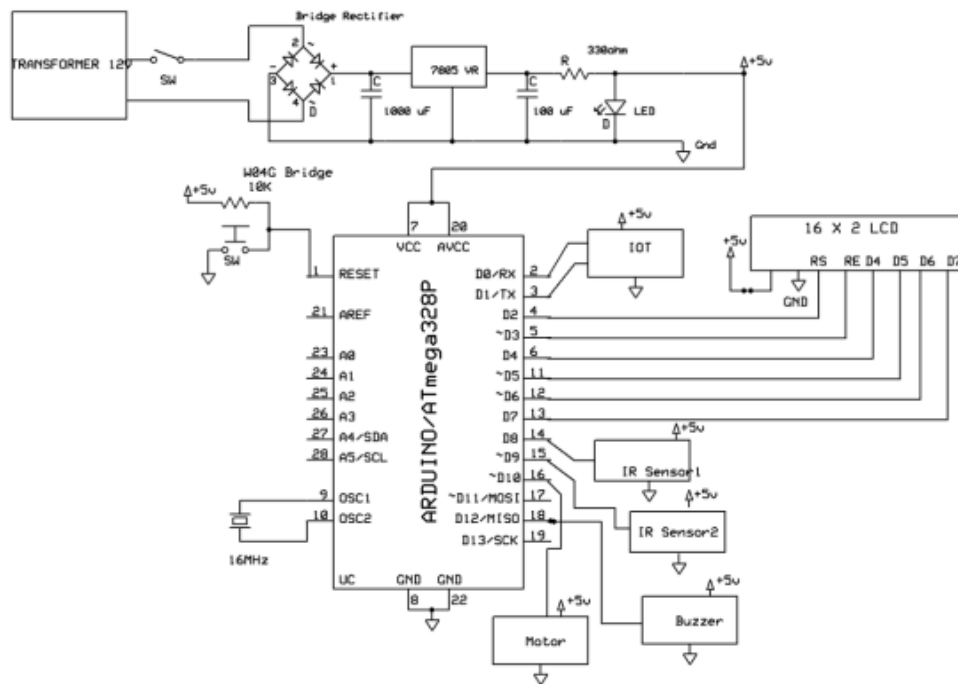 Bridge Rectifier
TRANSFORMER 12V
SW
2
~
-
3
+
1
4
~
D
C
1000 uF
7805 VR
C
100 uF
R
330ohm
D
LED
+5v
Gnd
W04G Bridge
10K
+5v
SW
7
20
VCC
AVCC
1
RESET
21
AREF
23
A0
24
A1
25
A2
26
A3
27
A4/SDA
28
A5/SCL
9
OSC1
10
OSC2
16MHz
UC
GND
GND
8
22
ARDUINO/ATmega328P
D0/RX
2
D1/TX
3
D2
4
~D3
5
D4
6
~D5
11
~D6
12
D7
13
D8
14
~D9
15
~D10
16
~D11/MOSI
17
D12/MISO
18
D13/SCK
19
+5v
IOT
16 X 2 LCD
+5v
RS
RE
D4
D5
D6
D7
GND
+5v
IR Sensor1
+5v
IR Sensor2
+5v
Buzzer
+5v
Motor